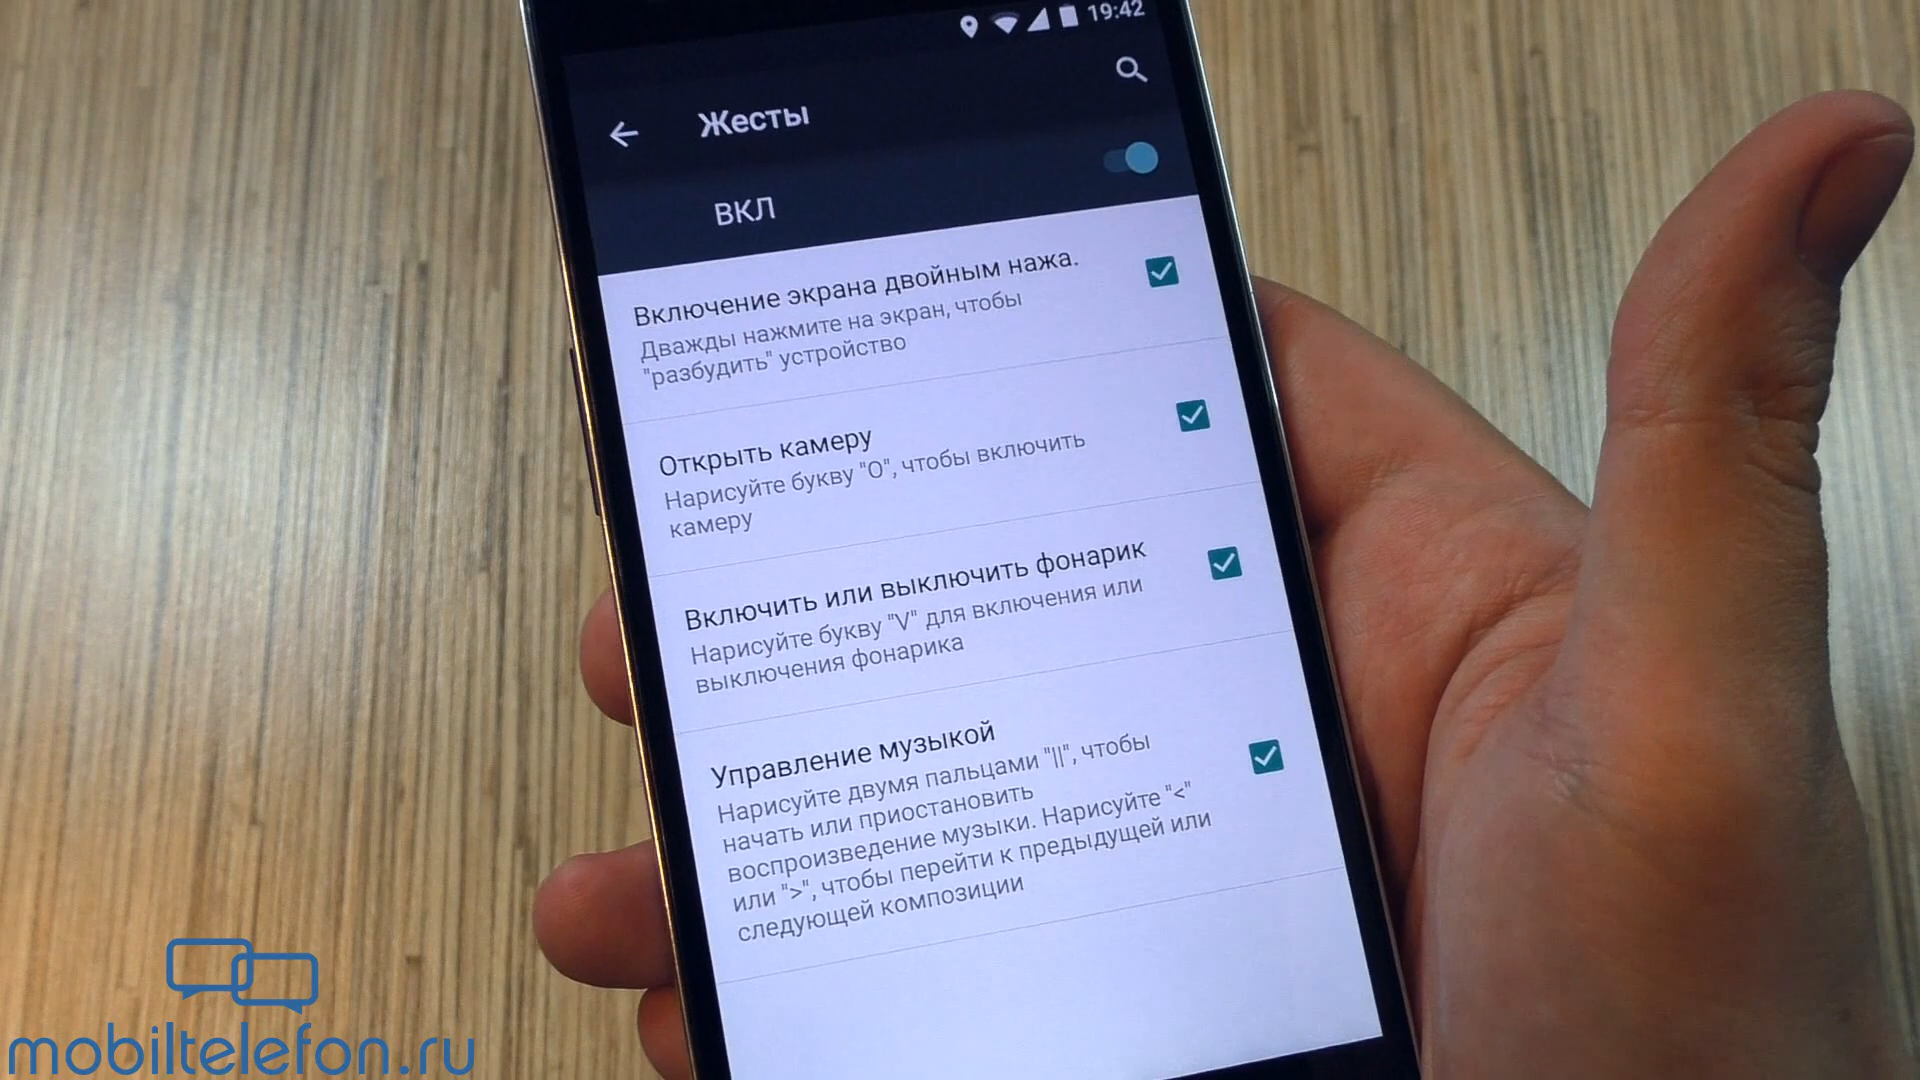 19:42
Жесты
ВКЛ
Включение экрана двойным нажа.
Дважды нажмите на экран, чтобы
"разбудить" устройство
Открыть камеру
Нарисуйте букву "O", чтобы включить
камеру
Включить или выключить фонарик
Нарисуйте букву "V" для включения или
выключения фонарика
Управление музыкой
Нарисуйте двумя пальцами "||", чтобы
начать или приостановить
воспроизведение музыки. Нарисуйте "<"
или ">", чтобы перейти к предыдущей или
следующей композиции
mobiltelefon.ru